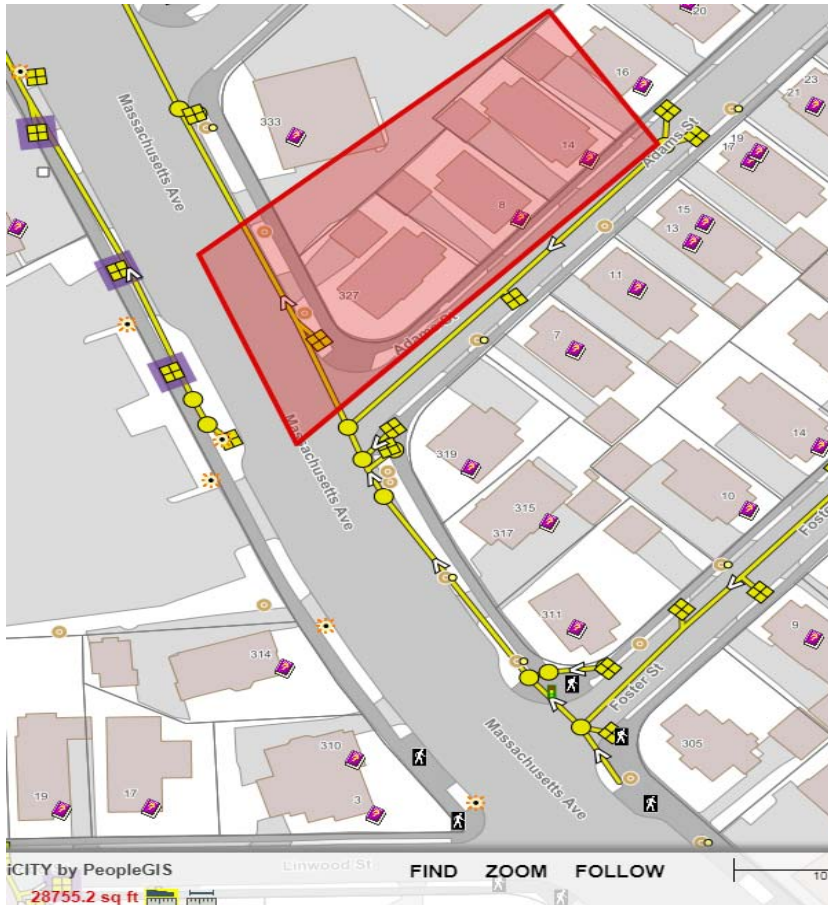 20
16
23
21
Massachusetts Ave
333
14
Adams St
19
17
8
15
13
327
11
Adams St
7
319
Massachusetts Ave
14
315
317
10
Foste
311
9
314
Foster St
310
Massachusetts Ave
305
19
17
3
iCITY by PeopleGIS
FIND ZOOM FOLLOW
10
Linwood St
28755.2 sq ft